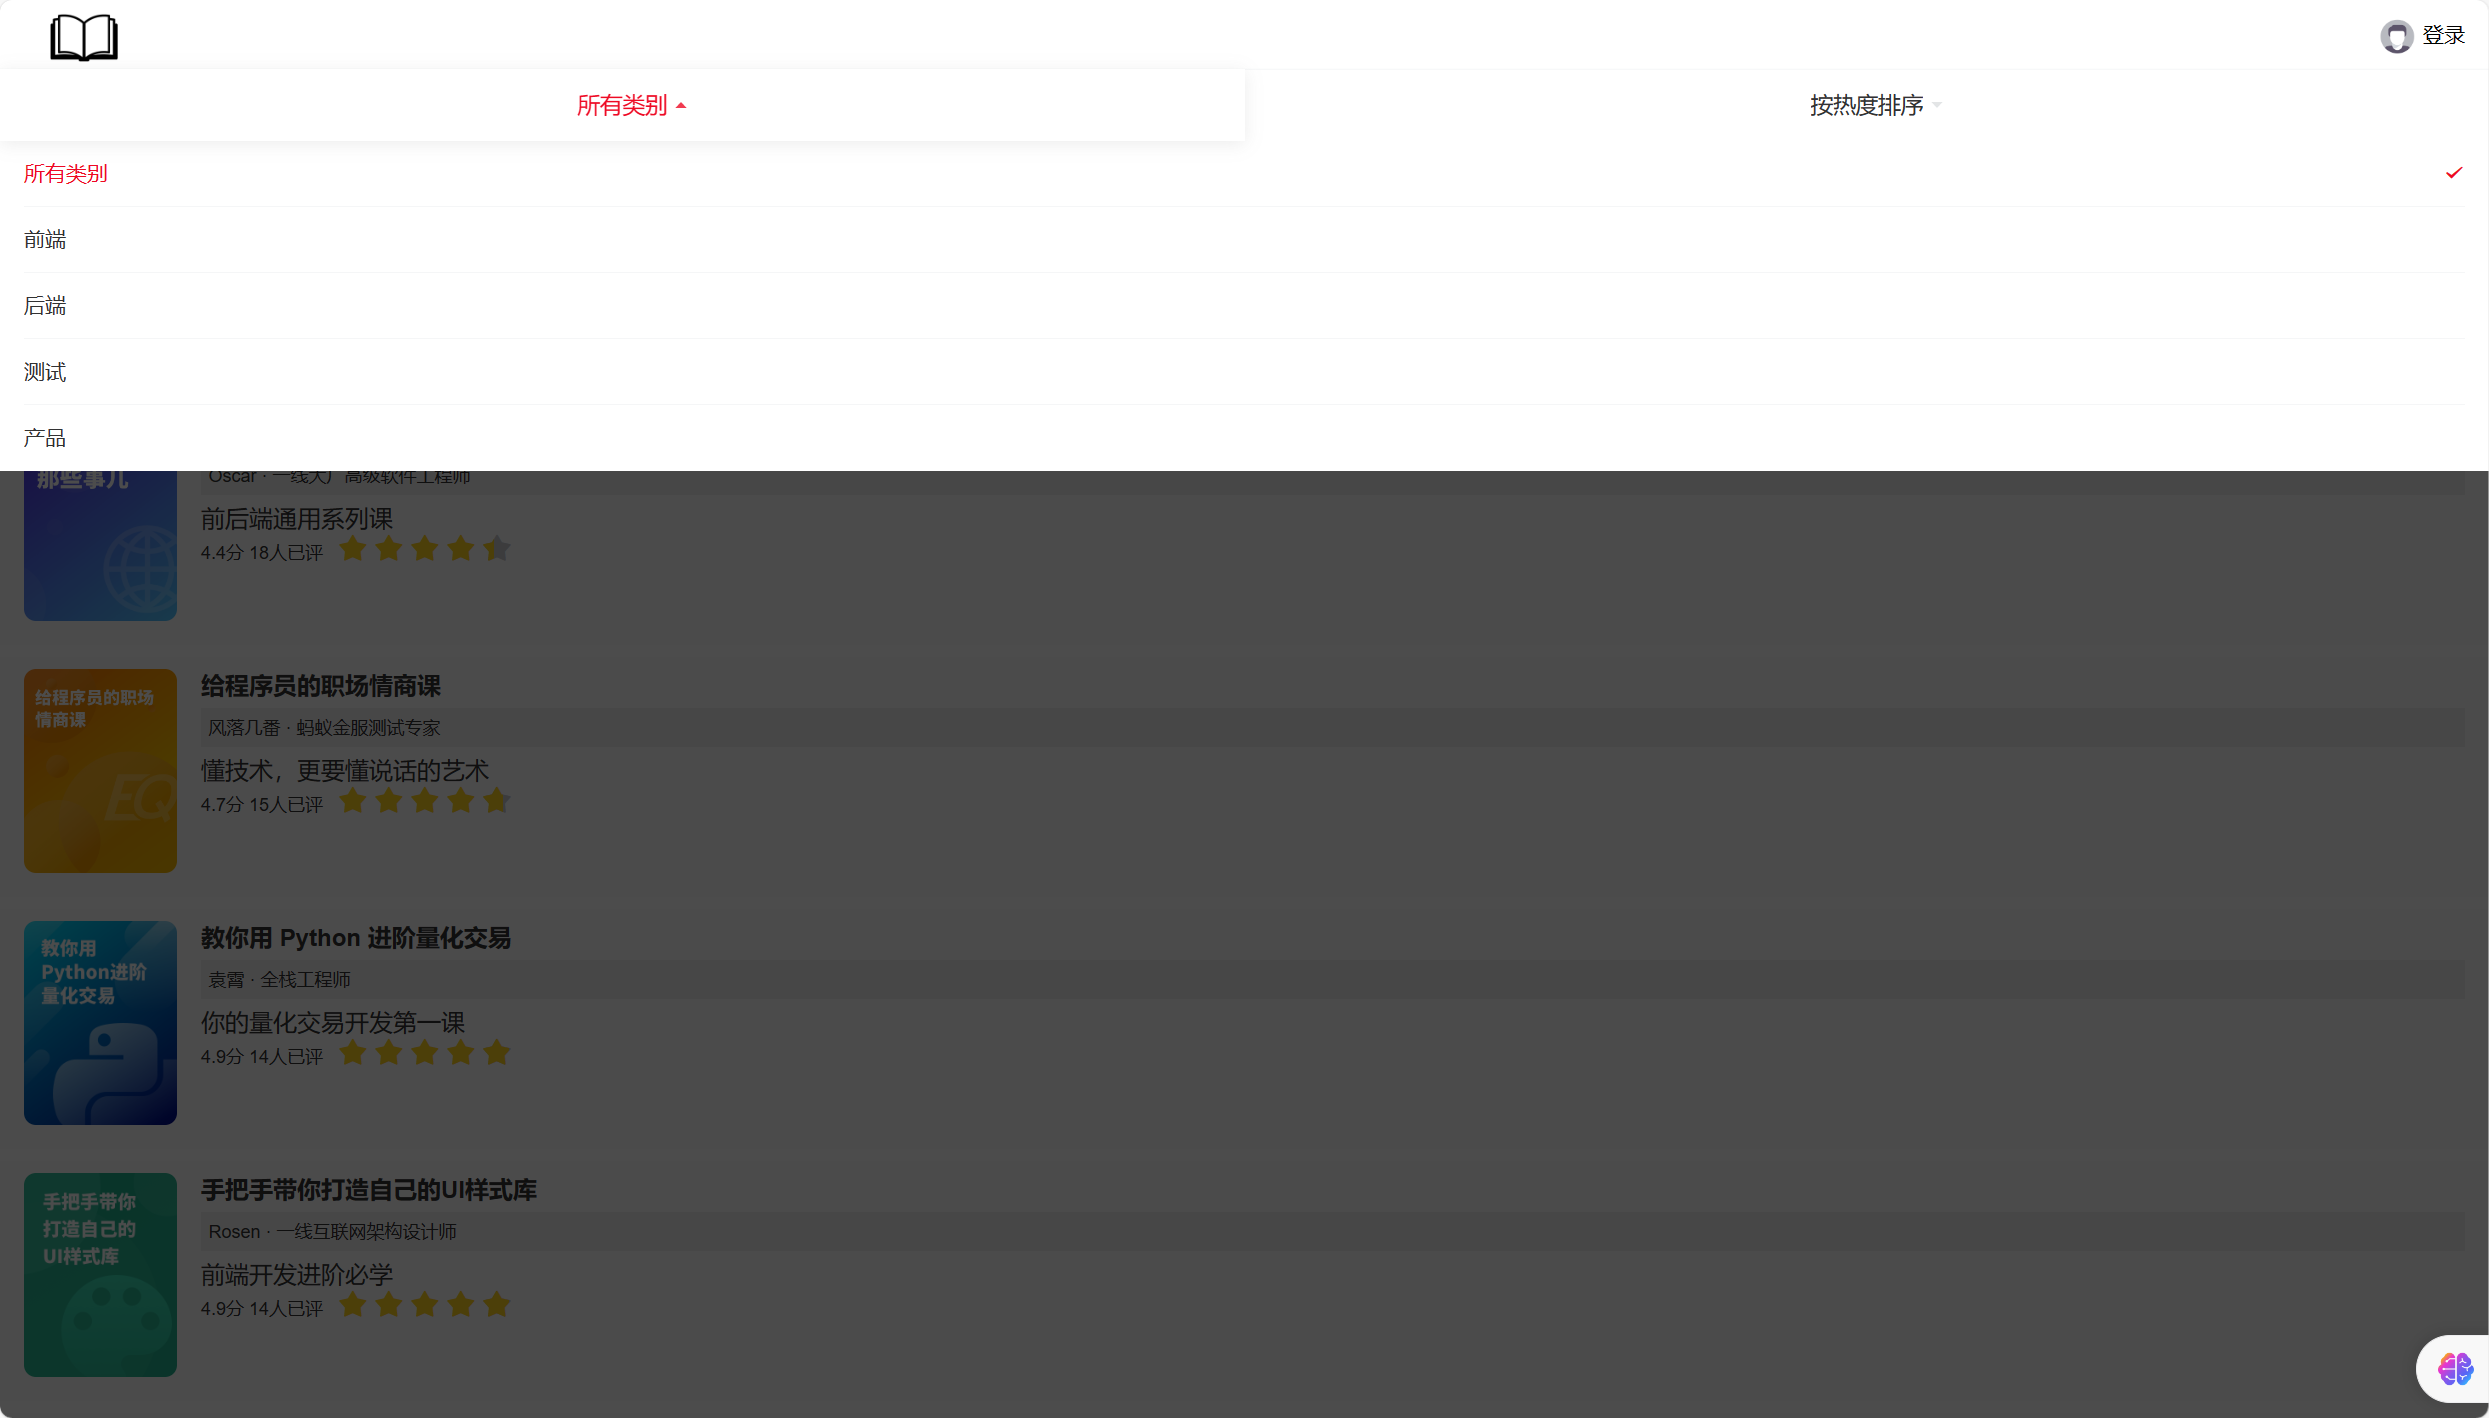 登录
所有类别
按热度排序
所有类别
前端
后端
测试
产品
那些事儿
Oscar · 一线大厂高级软件工程师
前后端通用系列课
4.4分 18人已评
给程序员的职场
情商课
EQ
给程序员的职场情商课
风落几番 · 蚂蚁金服测试专家
懂技术，更要懂说话的艺术
4.7分 15人已评
教你用
Python进阶
量化交易
教你用 Python 进阶量化交易
袁霄 · 全栈工程师
你的量化交易开发第一课
4.9分 14人已评
手把手带你
打造自己的
UI样式库
手把手带你打造自己的UI样式库
Rosen · 一线互联网架构设计师
前端开发进阶必学
4.9分 14人已评